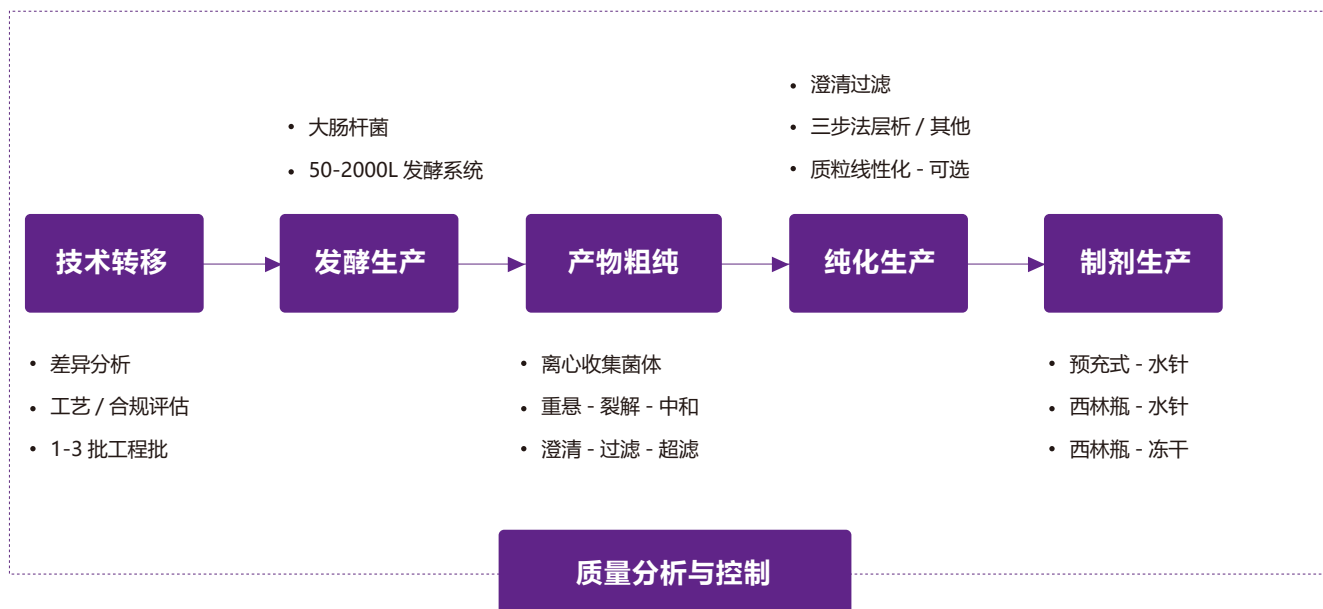 澄清过滤
三步法层析 / 其他
质粒线性化 - 可选
大肠杆菌
50-2000L 发酵系统
技术转移
发酵生产
产物粗纯
纯化生产
制剂生产
差异分析
工艺 / 合规评估
1-3 批工程批
离心收集菌体
重悬 - 裂解 - 中和
澄清 - 过滤 - 超滤
预充式 - 水针
西林瓶 - 水针
西林瓶 - 冻干
质量分析与控制